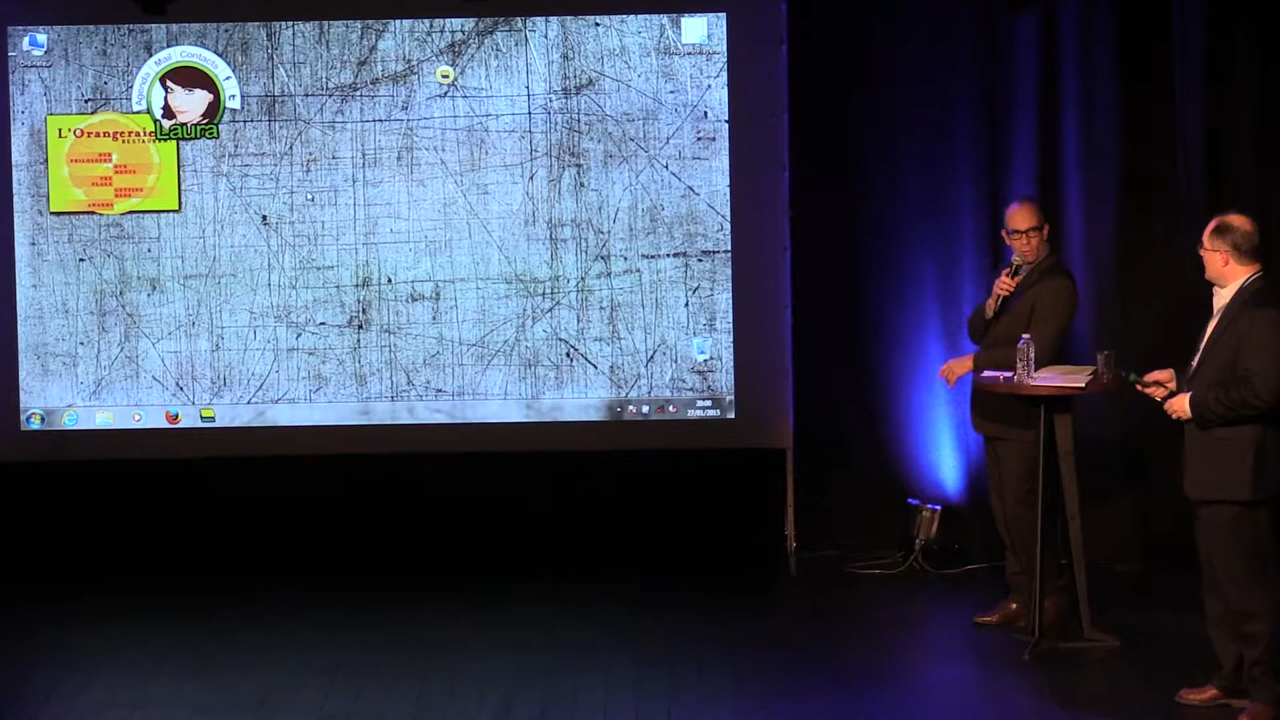 Ordinateur
Agenda | Mail | Contacts
f
t
Laura
L'Orangeraie
RESTAURANT
OUR
PHILOSOPHY
OUR
MENUS
THE
PLACE
GETTING
HERE
AWARDS
20:00
27/01/2015